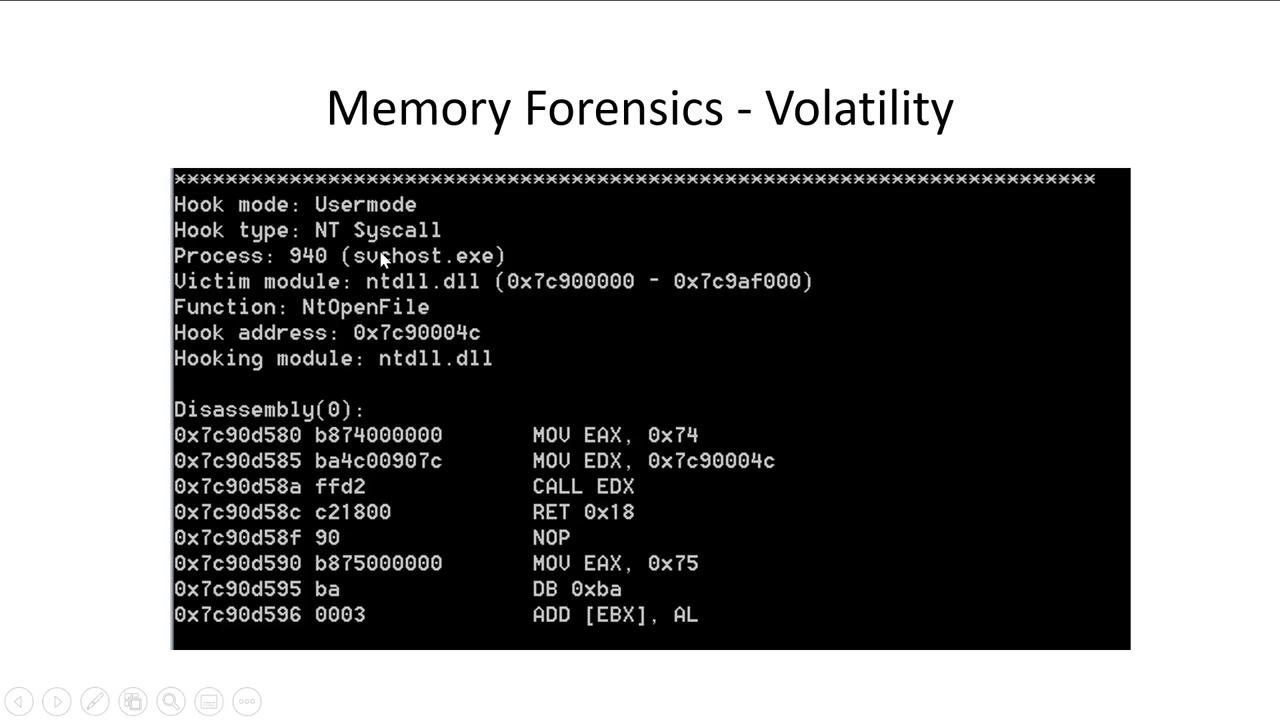 Memory Forensics - Volatility
************************************************************************
Hook mode: Usermode
Hook type: NT Syscall
Process: 940 (svchost.exe)
Victim module: ntdll.dll (0x7c900000 - 0x7c9af000)
Function: NtOpenFile
Hook address: 0x7c90004c
Hooking module: ntdll.dll
Disassembly(0):
0x7c90d580 b874000000 MOV EAX, 0x74
0x7c90d585 ba4c00907c MOV EDX, 0x7c90004c
0x7c90d58a ffd2 CALL EDX
0x7c90d58c c21800 RET 0x18
0x7c90d58f 90 NOP
0x7c90d590 b875000000 MOV EAX, 0x75
0x7c90d595 ba DB 0xba
0x7c90d596 0003 ADD [EBX], AL